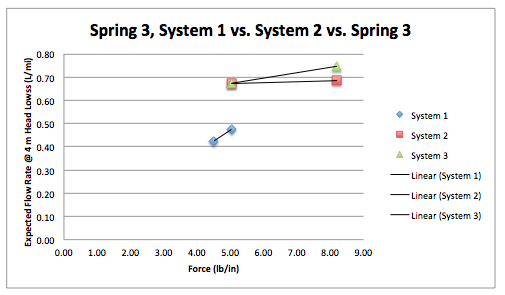 Spring 3, System 1 vs. System 2 vs. Spring 3
Expected Flow Rate @ 4 m Head Lowss (L/ml)
0.80
0.70
0.60
0.50
0.40
0.30
0.20
0.10
0.00
0.00 1.00 2.00 3.00 4.00 5.00 6.00 7.00 8.00 9.00
Force (lb/in)
System 1
System 2
System 3
Linear (System 1)
Linear (System 2)
Linear (System 3)